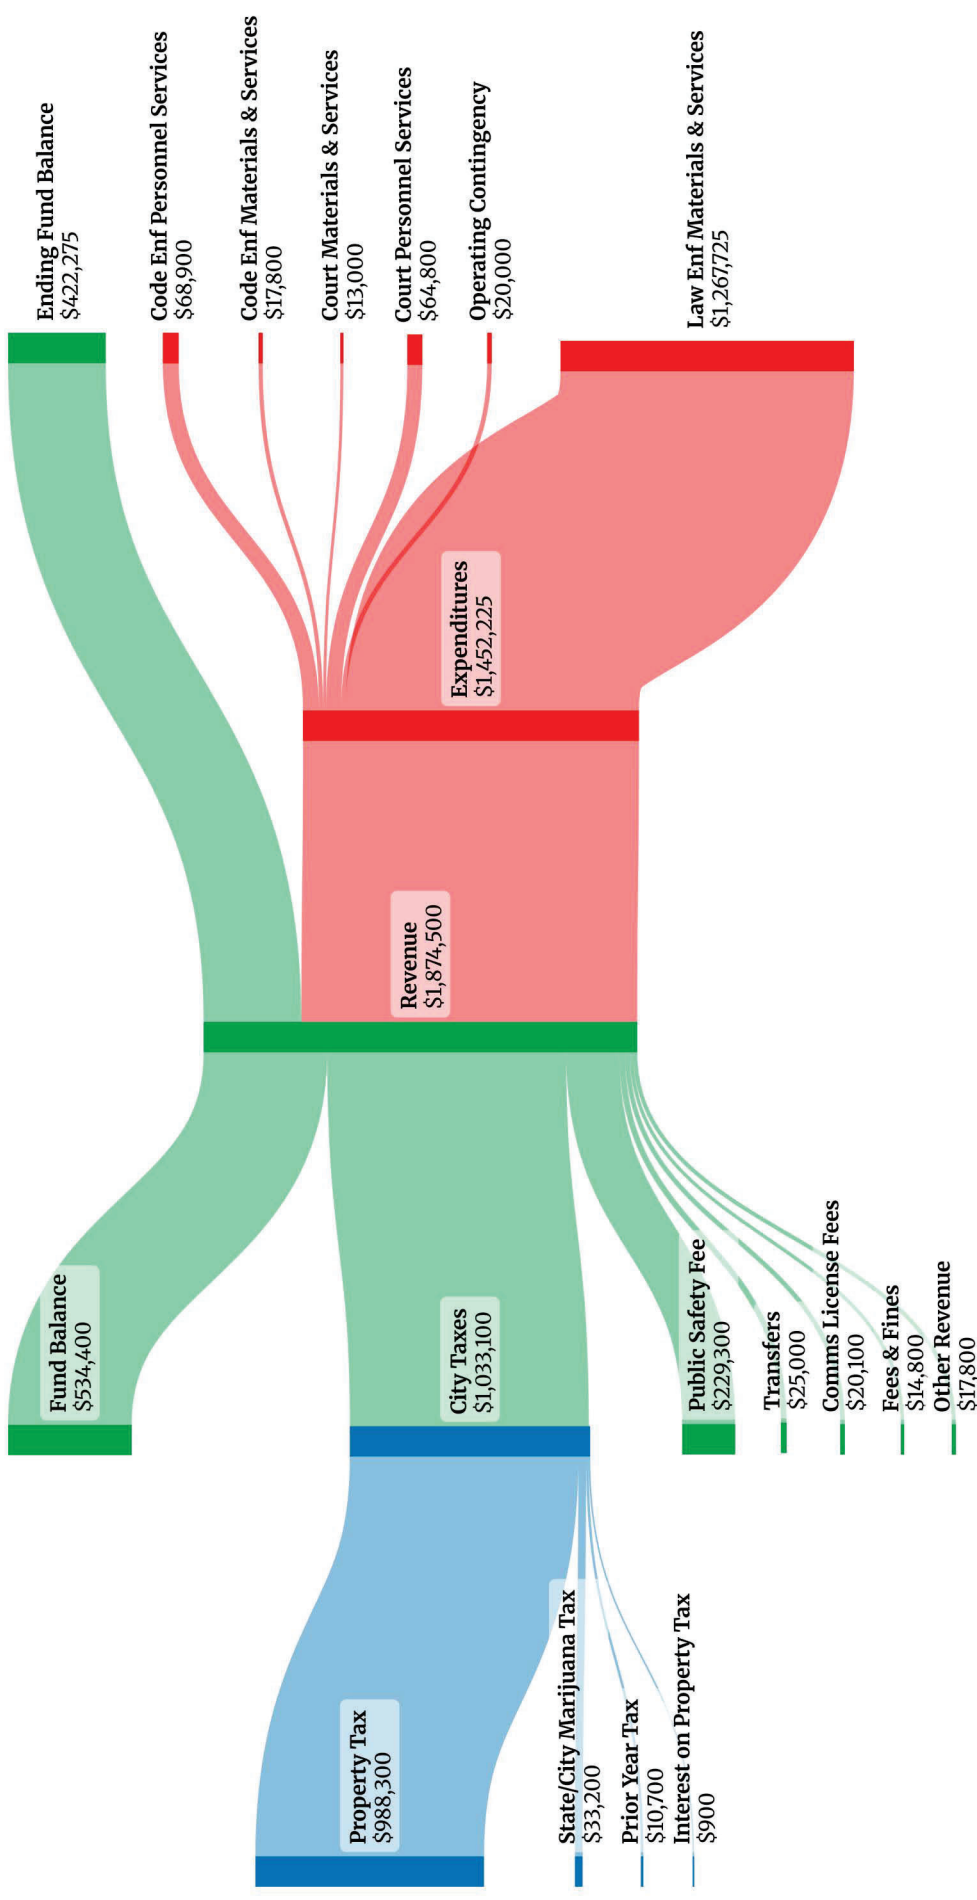 Property Tax
$988,300
State/City Marijuana Tax
$33,200
Prior Year Tax
$10,700
Interest on Property Tax
$900
Fund Balance
$534,400
City Taxes
$1,033,100
Public Safety Fee
$229,300
Transfers
$25,000
Comms License Fees
$20,100
Fees & Fines
$14,800
Other Revenue
$17,800
Revenue
$1,874,500
Expenditures
$1,452,225
Ending Fund Balance
$422,275
Code Enf Personnel Services
$68,900
Code Enf Materials & Services
$17,800
Court Materials & Services
$13,000
Court Personnel Services
$64,800
Operating Contingency
$20,000
Law Enf Materials & Services
$1,267,725